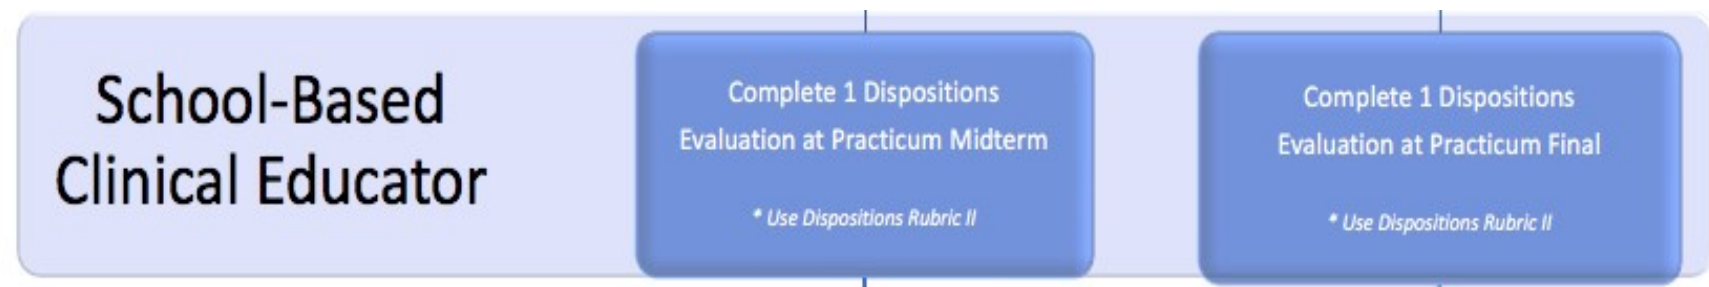 School-Based
Clinical Educator
Complete 1 Dispositions
Evaluation at Practicum Midterm
* Use Dispositions Rubric II
Complete 1 Dispositions
Evaluation at Practicum Final
* Use Dispositions Rubric II